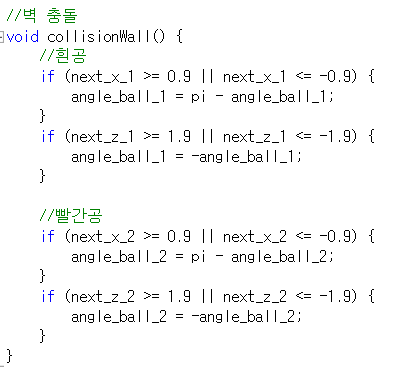 //벽 충돌
void collisionWall() {
//흰공
if (next_x_1 >= 0.9 || next_x_1 <= -0.9) {
angle_ball_1 = pi - angle_ball_1;
}
if (next_z_1 >= 1.9 || next_z_1 <= -1.9) {
angle_ball_1 = -angle_ball_1;
}
//빨간공
if (next_x_2 >= 0.9 || next_x_2 <= -0.9) {
angle_ball_2 = pi - angle_ball_2;
}
if (next_z_2 >= 1.9 || next_z_2 <= -1.9) {
angle_ball_2 = -angle_ball_2;
}
}